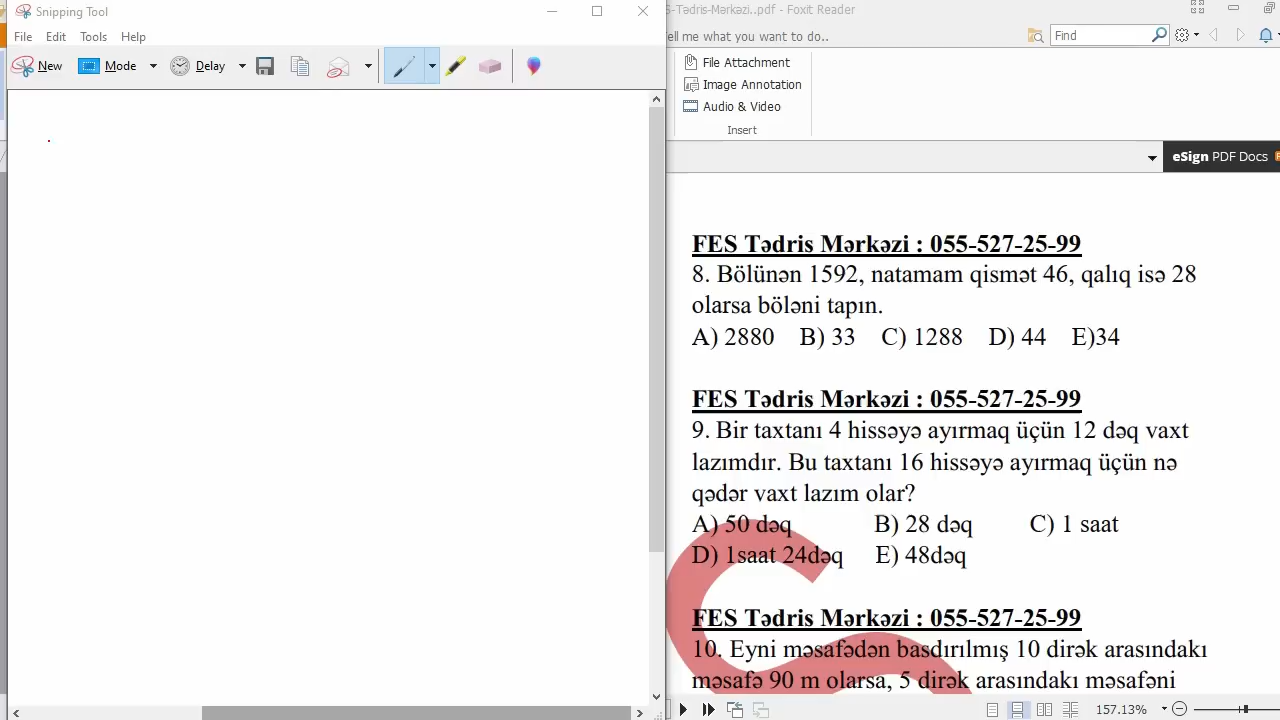 Snipping Tool
S-Tədris-Mərkəzi..pdf - Foxit Reader
File Edit Tools Help
ell me what you want to do..
Find
New Mode Delay
File Attachment
Image Annotation
Audio & Video
Insert
eSign PDF Docs
FES Tədris Mərkəzi : 055-527-25-99
8. Bölünən 1592, natamam qismət 46, qalıq isə 28
olarsa böləni tapın.
A) 2880 B) 33 C) 1288 D) 44 E)34
FES Tədris Mərkəzi : 055-527-25-99
9. Bir taxtanı 4 hissəyə ayırmaq üçün 12 dəq vaxt
lazımdır. Bu taxtanı 16 hissəyə ayırmaq üçün nə
qədər vaxt lazım olar?
A) 50 dəq B) 28 dəq C) 1 saat
D) 1saat 24dəq E) 48dəq
FES Tədris Mərkəzi : 055-527-25-99
10. Eyni məsafədən basdırılmış 10 dirək arasındakı
məsafə 90 m olarsa, 5 dirək arasındakı məsafəni
157.13%